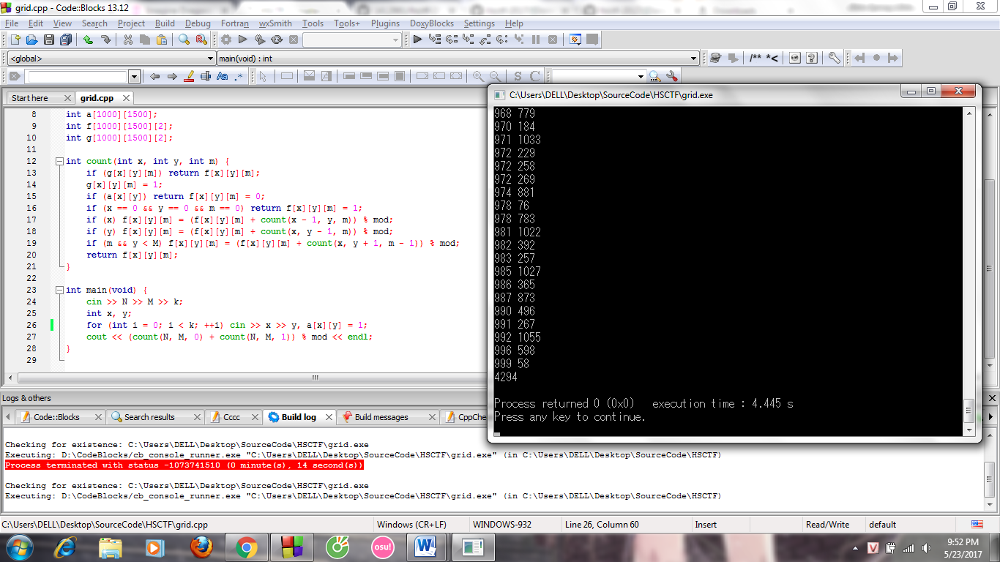 grid.cpp - Code::Blocks 13.12
File Edit View Search Project Build Debug Fortran wxSmith Tools Tools+ Plugins DoxyBlocks Settings Help
<global> main(void) : int
/** *<
Aa .*
S C
Start here grid.cpp
8 int a[1000][1500];
9 int f[1000][1500][2];
10 int g[1000][1500][2];
11
12 int count(int x, int y, int m) {
13 if (g[x][y][m]) return f[x][y][m];
14 g[x][y][m] = 1;
15 if (a[x][y]) return f[x][y][m] = 0;
16 if (x == 0 && y == 0 && m == 0) return f[x][y][m] = 1;
17 if (x) f[x][y][m] = (f[x][y][m] + count(x - 1, y, m)) % mod;
18 if (y) f[x][y][m] = (f[x][y][m] + count(x, y - 1, m)) % mod;
19 if (m && y < M) f[x][y][m] = (f[x][y][m] + count(x, y + 1, m - 1)) % mod;
20 return f[x][y][m];
21 }
22
23 int main(void) {
24 cin >> N >> M >> k;
25 int x, y;
26 for (int i = 0; i < k; ++i) cin >> x >> y, a[x][y] = 1;
27 cout << (count(N, M, 0) + count(N, M, 1)) % mod << endl;
28 }
29
C:\Users\DELL\Desktop\SourceCode\HSCTF\grid.exe
968 779
970 184
971 1033
972 229
972 258
972 269
974 881
978 76
978 783
981 1022
982 392
983 257
985 1027
986 365
987 873
990 496
991 267
992 1055
996 598
999 58
4294
Process returned 0 (0x0) execution time : 4.445 s
Press any key to continue.
Logs & others
Code::Blocks Search results Cccc Build log Build messages CppChe
Checking for existence: C:\Users\DELL\Desktop\SourceCode\HSCTF\grid.exe
Executing: D:\CodeBlocks/cb_console_runner.exe "C:\Users\DELL\Desktop\SourceCode\HSCTF\grid.exe" (in C:\Users\DELL\Desktop\SourceCode\HSCTF)
Process terminated with status -1073741510 (0 minute(s), 14 second(s))
Checking for existence: C:\Users\DELL\Desktop\SourceCode\HSCTF\grid.exe
Executing: D:\CodeBlocks/cb_console_runner.exe "C:\Users\DELL\Desktop\SourceCode\HSCTF\grid.exe" (in C:\Users\DELL\Desktop\SourceCode\HSCTF)
C:\Users\DELL\Desktop\SourceCode\HSCTF\grid.cpp Windows (CR+LF) WINDOWS-932 Line 26, Column 60 Insert Read/Write default
osu! W V 9:52 PM
5/23/2017